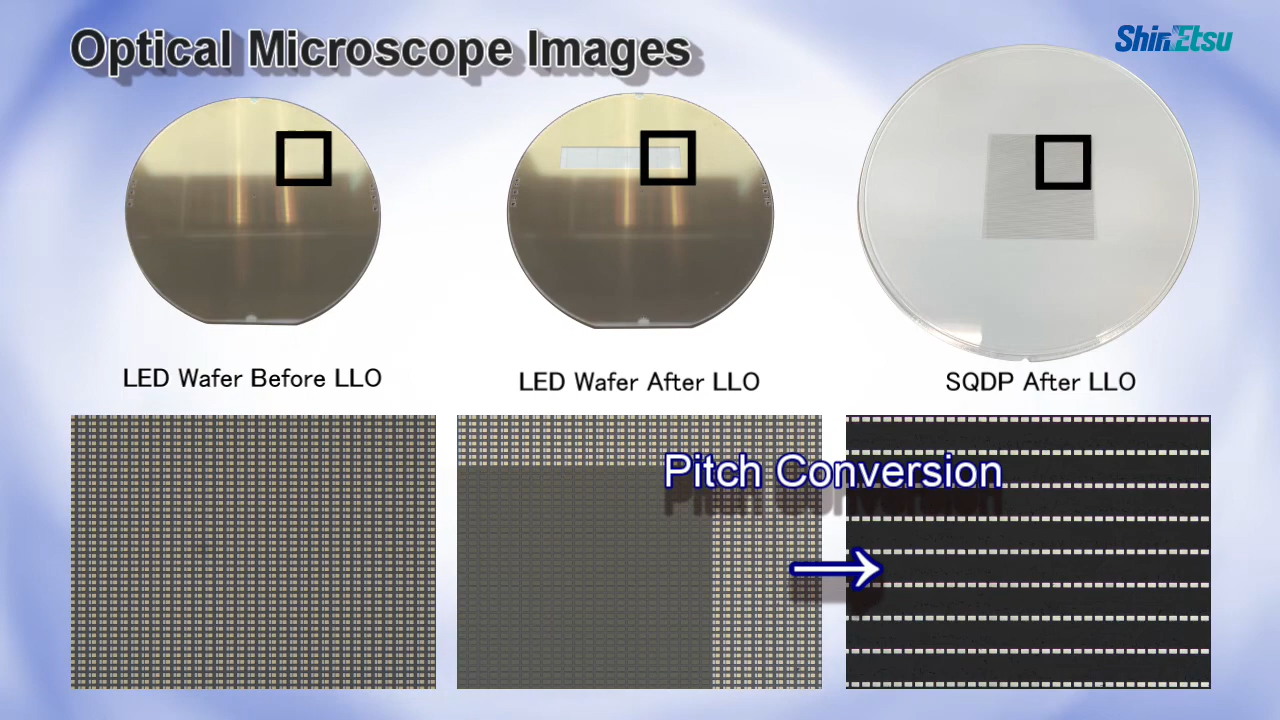 Optical Microscope Images
ShinEtsu
LED Wafer Before LLO
LED Wafer After LLO
SQDP After LLO
Pitch Conversion